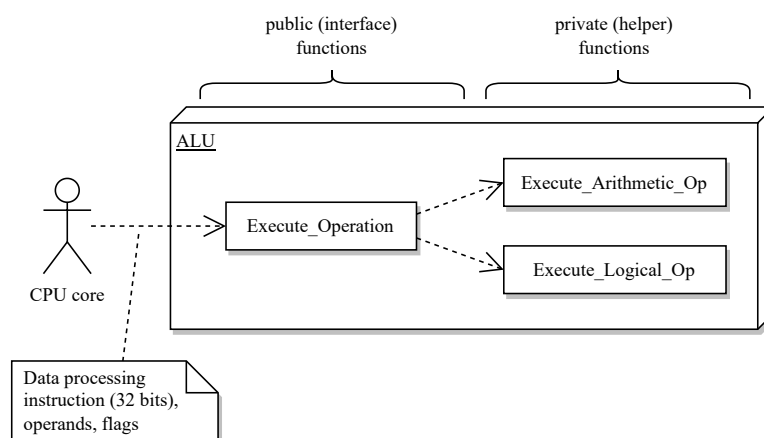 public (interface)
functions
private (helper)
functions
ALU
Execute_Arithmetic_Op
Execute_Operation
Execute_Logical_Op
CPU core
Data processing
instruction (32 bits),
operands, flags